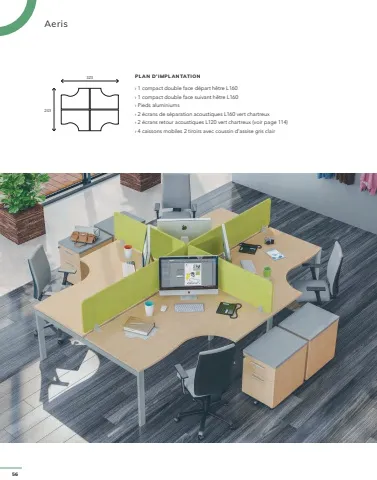 Aeris
320
240
PLAN D'IMPLANTATION
› 1 compact double face départ hêtre L160
› 1 compact double face suivant hêtre L160
› Pieds aluminiums
› 2 écrans de séparation acoustiques L160 vert chartreux
› 2 écrans retour acoustiques L120 vert chartreux (voir page 114)
› 4 caissons mobiles 2 tiroirs avec coussin d'assise gris clair
56